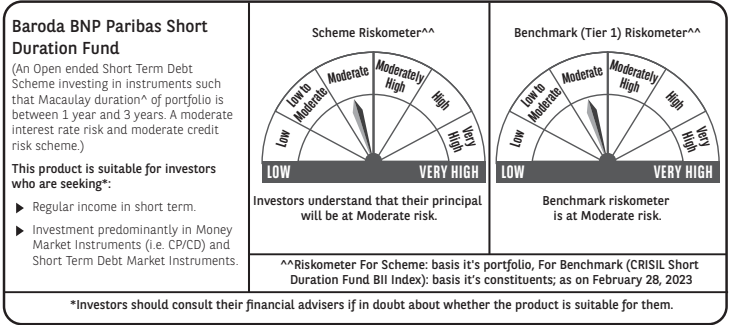 Baroda BNP Paribas Short
Duration Fund
(An Open ended Short Term Debt
Scheme investing in instruments such
that Macaulay duration^ of portfolio is
between 1 year and 3 years. A moderate
interest rate risk and moderate credit
risk scheme.)
This product is suitable for investors
who are seeking*:
Regular income in short term.
Investment predominantly in Money
Market Instruments (i.e. CP/CD) and
Short Term Debt Market Instruments.
Scheme Riskometer^^
Low
Low to
Moderate
Moderate
Moderately
High
High
Very
High
LOW
VERY HIGH
Investors understand that their principal
will be at Moderate risk.
Benchmark (Tier 1) Riskometer^^
Low
Low to
Moderate
Moderate
Moderately
High
High
Very
High
LOW
VERY HIGH
Benchmark riskometer
is at Moderate risk.
^^Riskometer For Scheme: basis it's portfolio, For Benchmark (CRISIL Short
Duration Fund BII Index): basis it’s constituents; as on February 28, 2023
*Investors should consult their financial advisers if in doubt about whether the product is suitable for them.